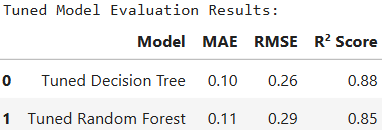 Tuned Model Evaluation Results:
Model MAE RMSE R² Score
0 Tuned Decision Tree 0.10 0.26 0.88
1 Tuned Random Forest 0.11 0.29 0.85